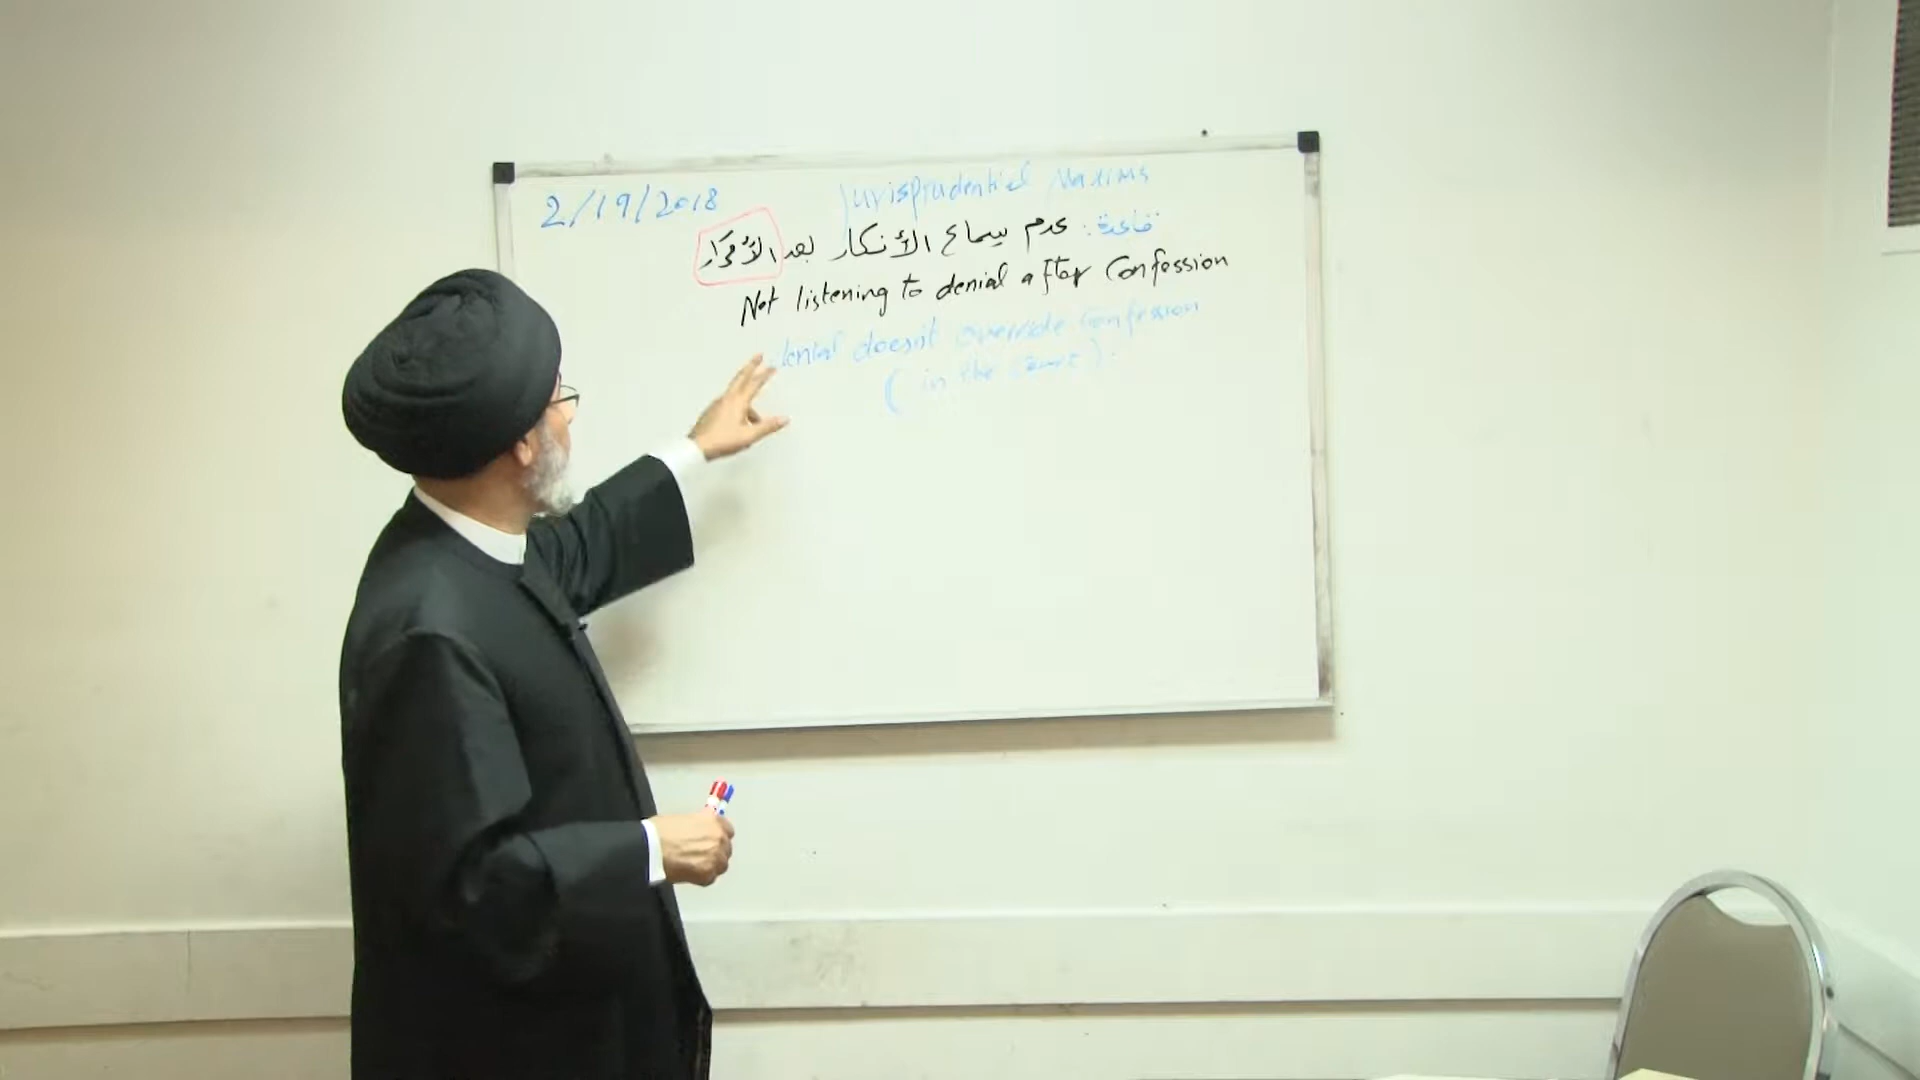 2/19/2018
Jurisprudential Maxims
قاعدة: عدم سماع الأنكار بعد الأقرار
Not listening to denial after Confession
denial doesn't override Confession
(in the court).